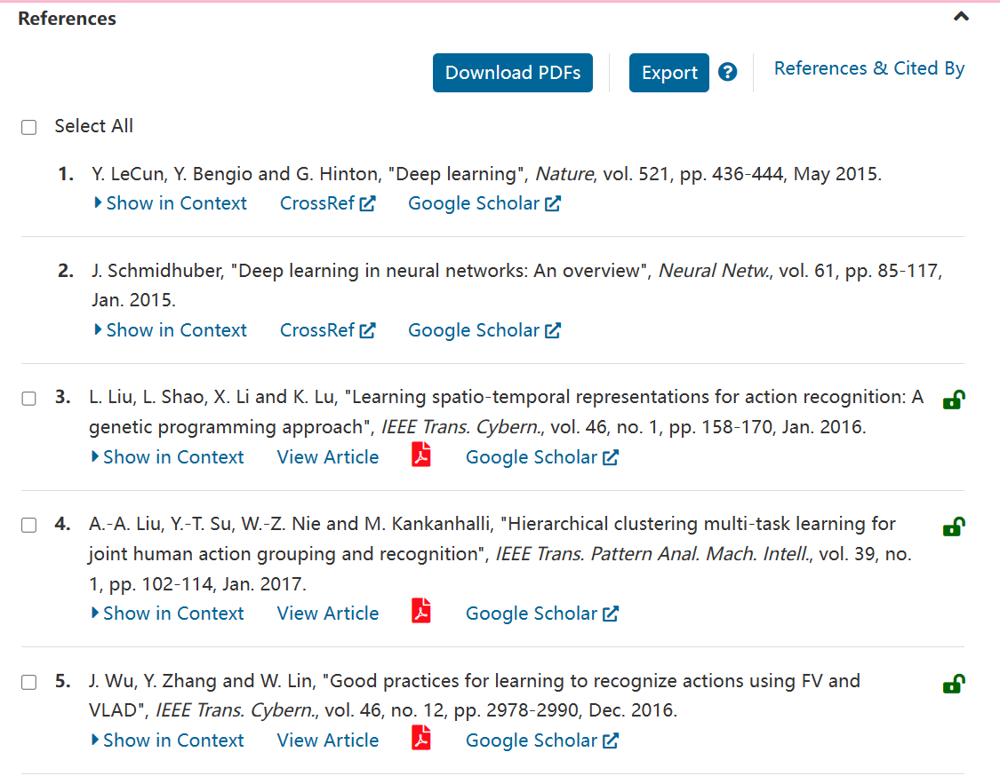 References
Download PDFs Export ? References & Cited By
Select All
1. Y. LeCun, Y. Bengio and G. Hinton, "Deep learning", Nature, vol. 521, pp. 436-444, May 2015.
Show in Context CrossRef Google Scholar
2. J. Schmidhuber, "Deep learning in neural networks: An overview", Neural Netw., vol. 61, pp. 85-117,
Jan. 2015.
Show in Context CrossRef Google Scholar
3. L. Liu, L. Shao, X. Li and K. Lu, "Learning spatio-temporal representations for action recognition: A
genetic programming approach", IEEE Trans. Cybern., vol. 46, no. 1, pp. 158-170, Jan. 2016.
Show in Context View Article Google Scholar
4. A.-A. Liu, Y.-T. Su, W.-Z. Nie and M. Kankanhalli, "Hierarchical clustering multi-task learning for
joint human action grouping and recognition", IEEE Trans. Pattern Anal. Mach. Intell., vol. 39, no.
1, pp. 102-114, Jan. 2017.
Show in Context View Article Google Scholar
5. J. Wu, Y. Zhang and W. Lin, "Good practices for learning to recognize actions using FV and
VLAD", IEEE Trans. Cybern., vol. 46, no. 12, pp. 2978-2990, Dec. 2016.
Show in Context View Article Google Scholar